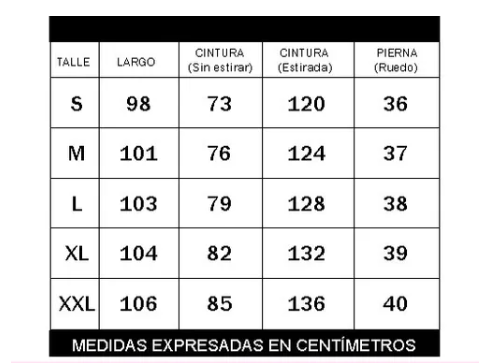 TALLE LARGO CINTURA (Sin estirar) CINTURA (Estirada) PIERNA (Ruedo)
S 98 73 120 36
M 101 76 124 37
L 103 79 128 38
XL 104 82 132 39
XXL 106 85 136 40
MEDIDAS EXPRESADAS EN CENTÍMETROS